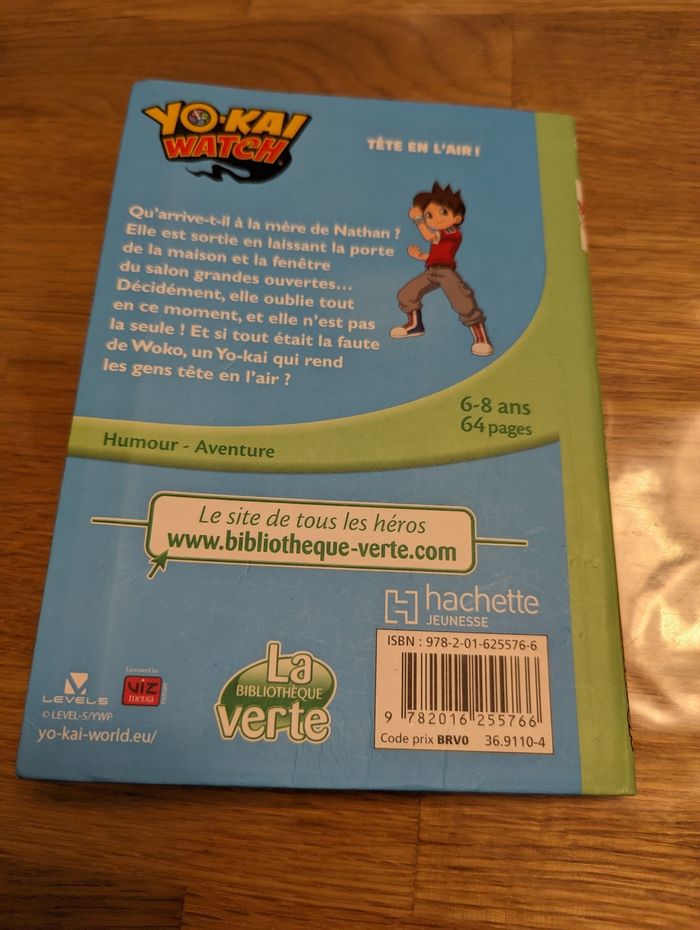 YO-KAI
WATCH
TÊTE EN L'AIR !
Qu'arrive-t-il à la mère de Nathan ?
Elle est sortie en laissant la porte
de la maison et la fenêtre
du salon grandes ouvertes...
Décidément, elle oublie tout
en ce moment, et elle n'est pas
la seule ! Et si tout était la faute
de Woko, un Yo-kai qui rend
les gens tête en l'air ?
6-8 ans
64 pages
Humour - Aventure
Le site de tous les héros
www.bibliotheque-verte.com
hachette
JEUNESSE
ISBN : 978-2-01-625576-6
9 782016 255766
Code prix BRV0 36.9110-4
La
BIBLIOTHÈQUE
verte
LEVEL5
© LEVEL-5/YWP
yo-kai-world.eu/
Licensed by
VIZ
media
europe